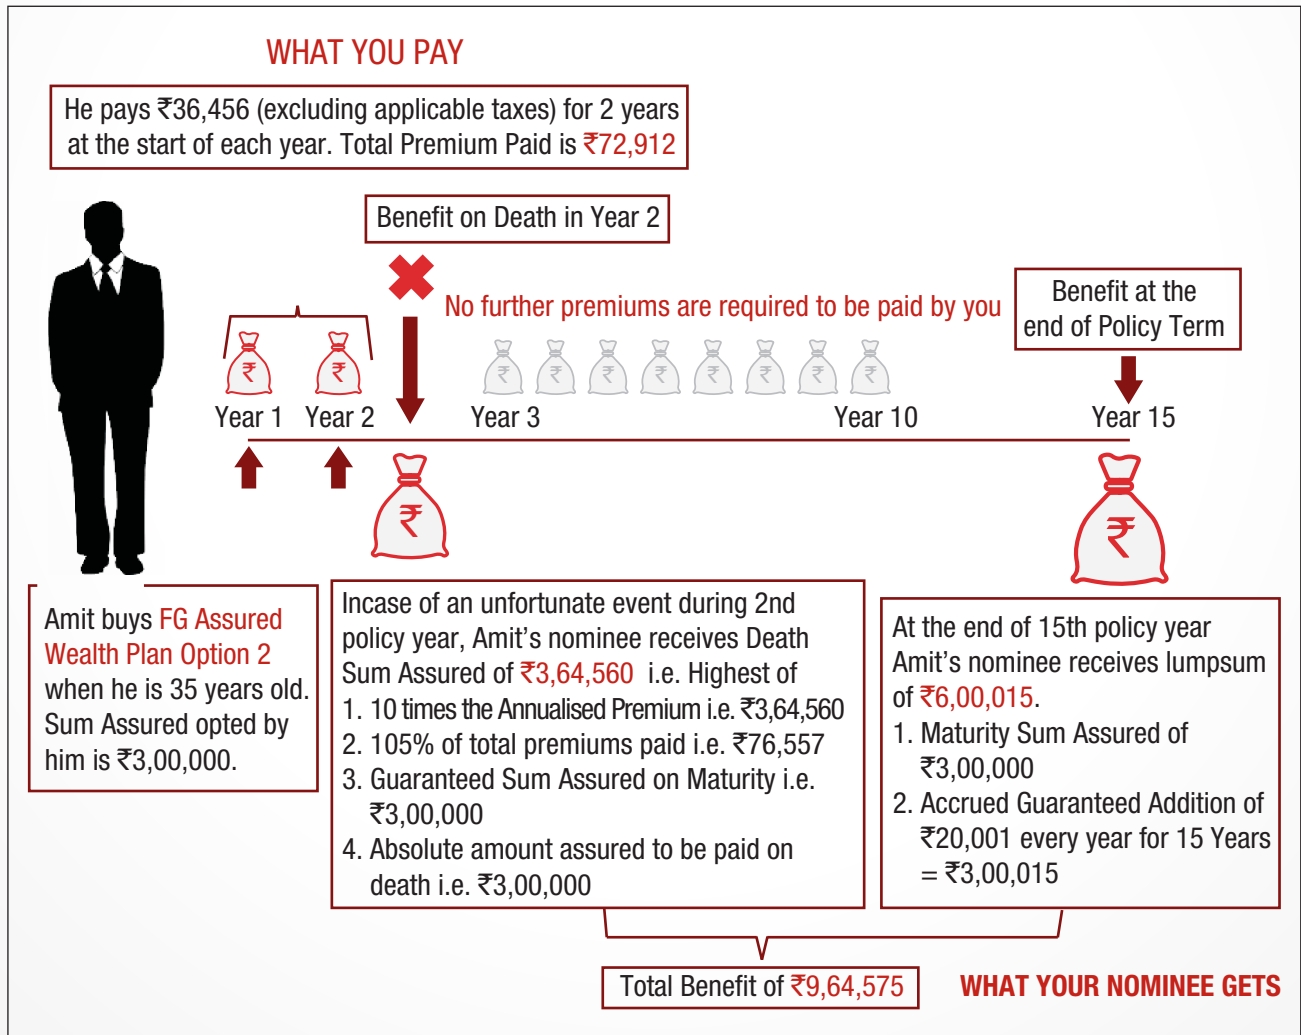 WHAT YOU PAY
He pays ₹36,456 (excluding applicable taxes) for 2 years
at the start of each year. Total Premium Paid is ₹72,912
Benefit on Death in Year 2
No further premiums are required to be paid by you
Benefit at the
end of Policy Term
₹
₹
₹
₹
₹
₹
₹
₹
₹
₹
Year 1
Year 2
Year 3
Year 10
Year 15
₹
₹
Amit buys FG Assured
Wealth Plan Option 2
when he is 35 years old.
Sum Assured opted by
him is ₹3,00,000.
Incase of an unfortunate event during 2nd
policy year, Amit's nominee receives Death
Sum Assured of ₹3,64,560 i.e. Highest of
1. 10 times the Annualised Premium i.e. ₹3,64,560
2. 105% of total premiums paid i.e. ₹76,557
3. Guaranteed Sum Assured on Maturity i.e.
₹3,00,000
4. Absolute amount assured to be paid on
death i.e. ₹3,00,000
At the end of 15th policy year
Amit's nominee receives lumpsum
of ₹6,00,015.
1. Maturity Sum Assured of
₹3,00,000
2. Accrued Guaranteed Addition of
₹20,001 every year for 15 Years
= ₹3,00,015
Total Benefit of ₹9,64,575
WHAT YOUR NOMINEE GETS